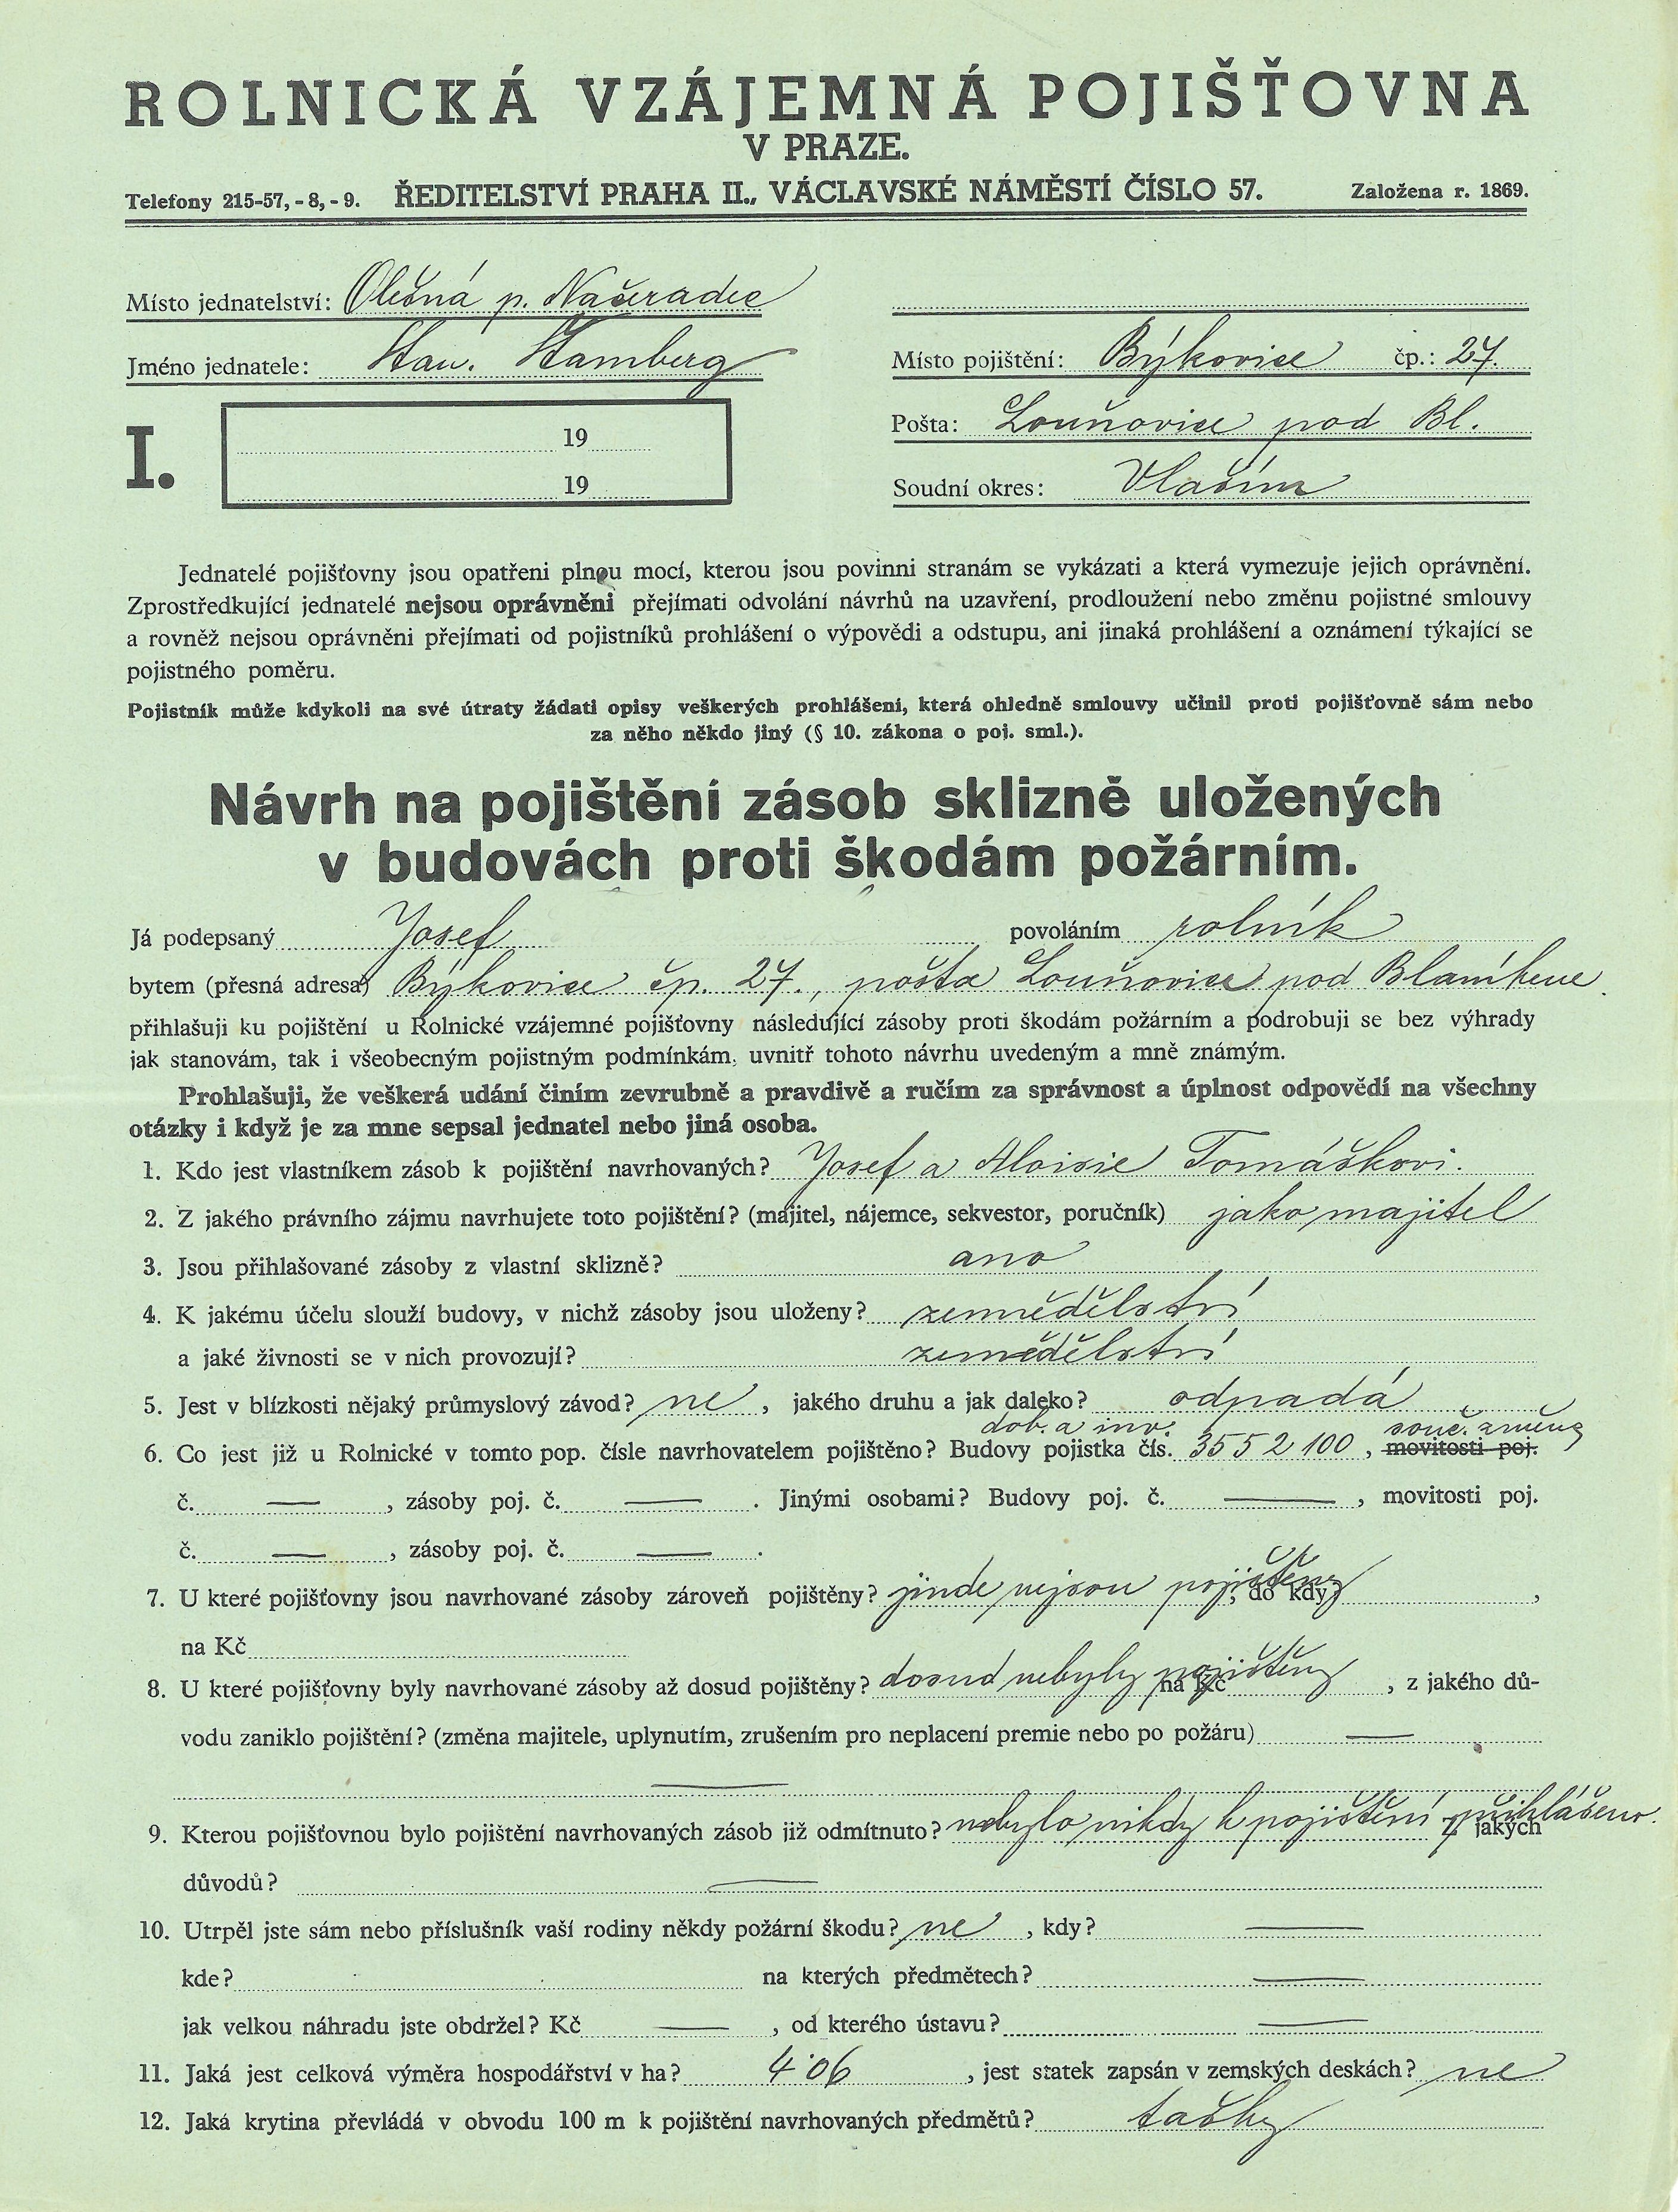 ROLNICKÁ VZÁJEMNÁ POJIŠŤOVNA
V PRAZE.
Telefony 215-57, - 8, - 9. ŘEDITELSTVÍ PRAHA II., VÁCLAVSKÉ NÁMĚSTÍ ČÍSLO 57. Založena r. 1869.
Místo jednatelství: Olešná p. Načeradec
Jméno jednatele: Stan. Hamberg
Místo pojištění: Býkovice čp.: 27.
I.
19
19
Pošta: Louňovice pod Bl.
Soudní okres: Vlašim
Jednatelé pojišťovny jsou opatřeni plnou mocí, kterou jsou povinni stranám se vykázati a která vymezuje jejich oprávnění.
Zprostředkující jednatelé nejsou oprávněni přejímati odvolání návrhů na uzavření, prodloužení nebo změnu pojistné smlouvy
a rovněž nejsou oprávněni přejímati od pojistníků prohlášení o výpovědi a odstupu, ani jinaká prohlášení a oznámení týkající se
pojistného poměru.
Pojistník může kdykoli na své útraty žádati opisy veškerých prohlášení, která ohledně smlouvy učinil proti pojišťovně sám nebo
za něho někdo jiný (§ 10. zákona o poj. sml.).
Návrh na pojištění zásob sklizně uložených
v budovách proti škodám požárním.
Já podepsaný Josef povoláním rolník
bytem (přesná adresa) Býkovice čp. 27., pošta Louňovice pod Blaníkem.
přihlašuji ku pojištění u Rolnické vzájemné pojišťovny následující zásoby proti škodám požárním a podrobuji se bez výhrady
jak stanovám, tak i všeobecným pojistným podmínkám, uvnitř tohoto návrhu uvedeným a mně známým.
Prohlašuji, že veškerá udání činím zevrubně a pravdivě a ručím za správnost a úplnost odpovědí na všechny
otázky i když je za mne sepsal jednatel nebo jiná osoba.
1. Kdo jest vlastníkem zásob k pojištění navrhovaných? Josef a Aloisie Tomáškovi.
2. Z jakého právního zájmu navrhujete toto pojištění? (majitel, nájemce, sekvestor, poručník) jako majitel
3. Jsou přihlašované zásoby z vlastní sklizně? ano
4. K jakému účelu slouží budovy, v nichž zásoby jsou uloženy? zemědělství
a jaké živnosti se v nich provozují? zemědělství
5. Jest v blízkosti nějaký průmyslový závod? ne, jakého druhu a jak daleko? odpadá
dob. a inv. souč. změna
6. Co jest již u Rolnické v tomto pop. čísle navrhovatelem pojištěno? Budovy pojistka čís. 3552100, movitosti poj.
č. —, zásoby poj. č. —. Jinými osobami? Budovy poj. č. —, movitosti poj.
č. —, zásoby poj. č. —.
7. U které pojišťovny jsou navrhované zásoby zároveň pojištěny? jinde nejsou pojištěny, do kdy? ,
na Kč
8. U které pojišťovny byly navrhované zásoby až dosud pojištěny? dosud nebyly pojištěny na Kč , z jakého dů-
vodu zaniklo pojištění? (změna majitele, uplynutím, zrušením pro neplacení premie nebo po požáru) —
—
9. Kterou pojišťovnou bylo pojištění navrhovaných zásob již odmítnuto? nebylo nikdy k pojištění přihlášeno. Z jakých
důvodů? —
10. Utrpěl jste sám nebo příslušník vaší rodiny někdy požární škodu? ne, kdy? —
kde? na kterých předmětech? —
jak velkou náhradu jste obdržel? Kč —, od kterého ústavu? —
11. Jaká jest celková výměra hospodářství v ha? 4·06, jest statek zapsán v zemských deskách? ne
12. Jaká krytina převládá v obvodu 100 m k pojištění navrhovaných předmětů? tašky